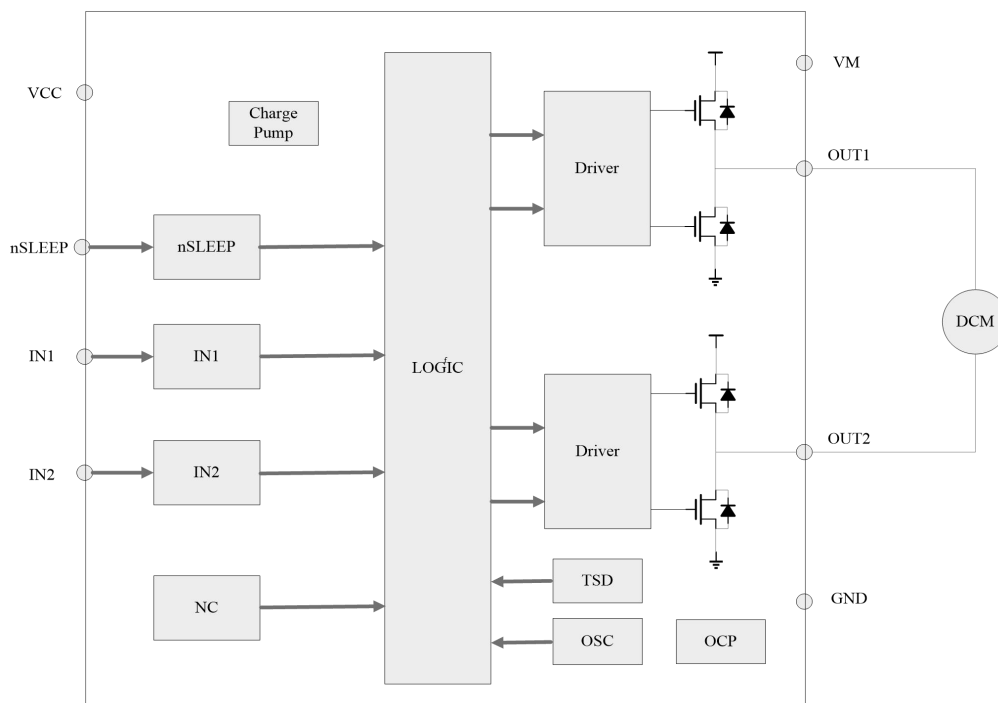 VCC
VM
Charge
Pump
OUT1
Driver
nSLEEP
nSLEEP
IN1
IN1
LOGIC
DCM
OUT2
Driver
IN2
IN2
TSD
NC
GND
OSC
OCP